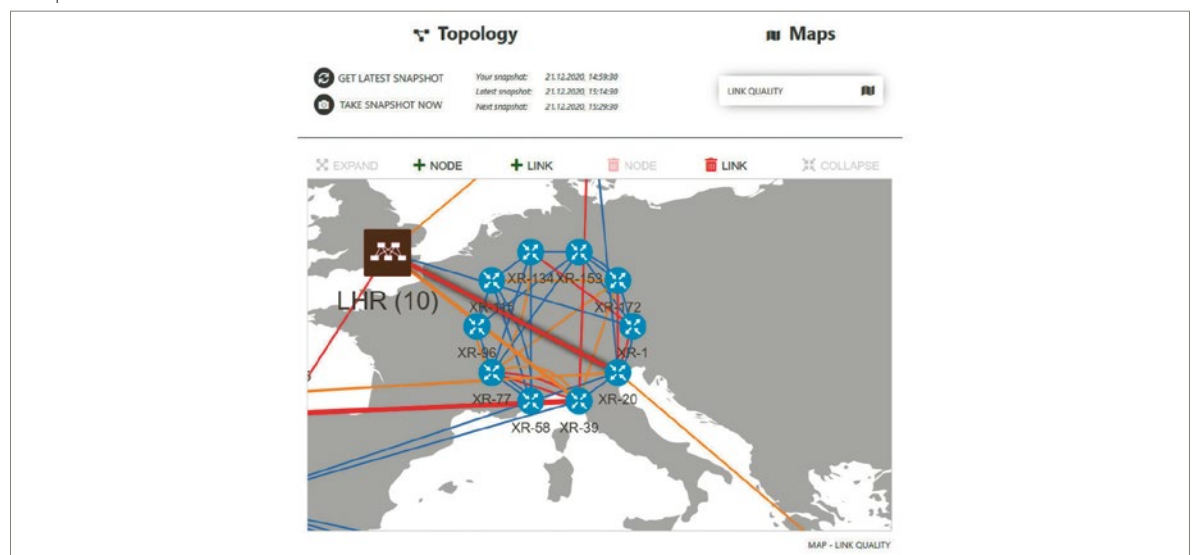 Topology
Maps
GET LATEST SNAPSHOT
Your snapshot: 21.12.2020, 14:59:30
Latest snapshot: 21.12.2020, 15:14:30
TAKE SNAPSHOT NOW
Next snapshot: 21.12.2020, 15:29:30
LINK QUALITY
EXPAND
NODE
LINK
NODE
LINK
COLLAPSE
XR-134
XR-153
LHR (10)
XR-115
XR-172
XR-96
XR-1
XR-77
XR-20
XR-58
XR-39
MAP - LINK QUALITY